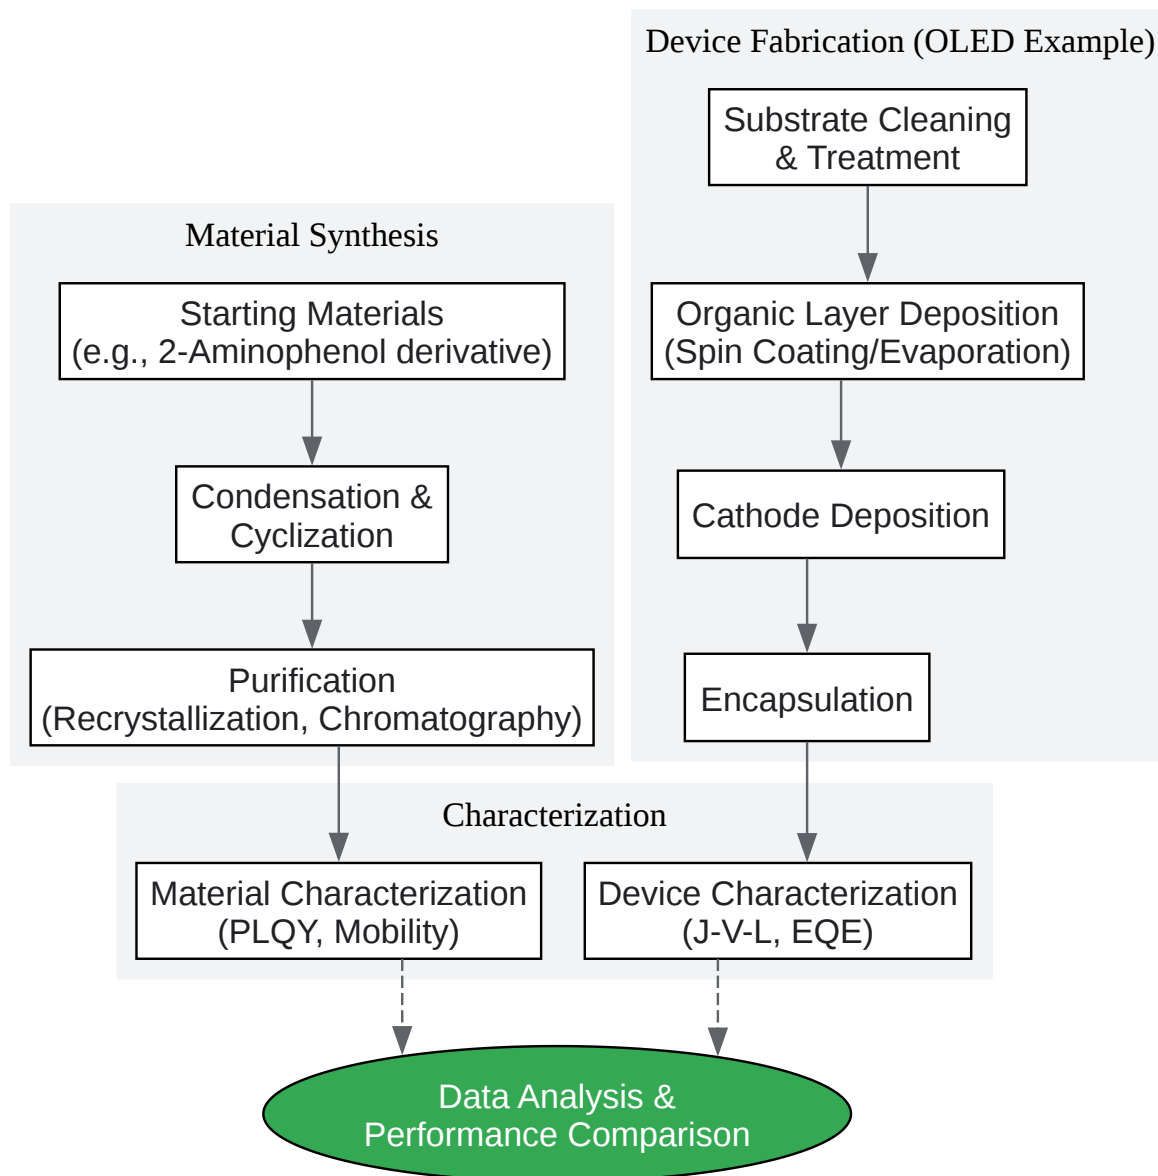 Device Fabrication (OLED Example)
Substrate Cleaning
& Treatment
Organic Layer Deposition
(Spin Coating/Evaporation)
Cathode Deposition
Encapsulation
Material Synthesis
Starting Materials
(e.g., 2-Aminophenol derivative)
Condensation &
Cyclization
Purification
(Recrystallization, Chromatography)
Characterization
Material Characterization
(PLQY, Mobility)
Device Characterization
(J-V-L, EQE)
Data Analysis &
Performance Comparison